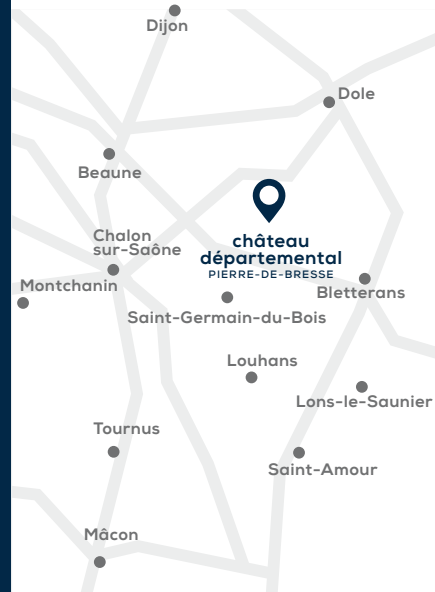 Dijon
Dole
Beaune
Chalon
sur-Saône
château
départemental
PIERRE-DE-BRESSE
Montchanin
Bletterans
Saint-Germain-du-Bois
Louhans
Lons-le-Saunier
Tournus
Saint-Amour
Mâcon